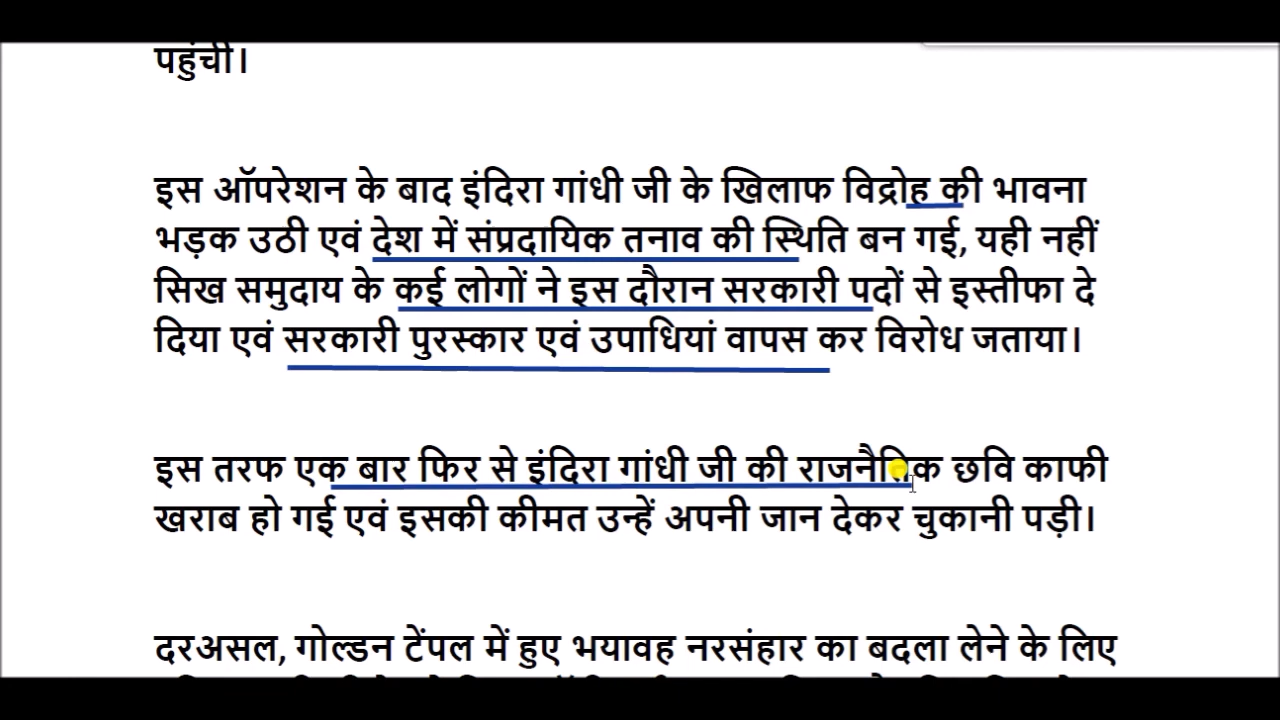 पहुंची।
इस ऑपरेशन के बाद इंदिरा गांधी जी के खिलाफ विद्रोह की भावना
भड़क उठी एवं देश में संप्रदायिक तनाव की स्थिति बन गई, यही नहीं
सिख समुदाय के कई लोगों ने इस दौरान सरकारी पदों से इस्तीफा दे
दिया एवं सरकारी पुरस्कार एवं उपाधियां वापस कर विरोध जताया।
इस तरफ एक बार फिर से इंदिरा गांधी जी की राजनैतिक छवि काफी
खराब हो गई एवं इसकी कीमत उन्हें अपनी जान देकर चुकानी पड़ी।
दरअसल, गोल्डन टेंपल में हुए भयावह नरसंहार का बदला लेने के लिए